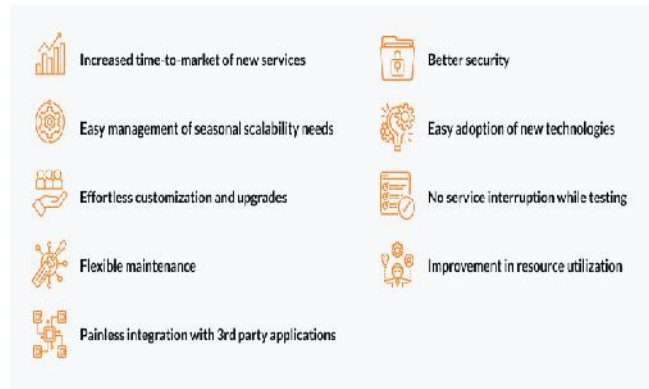 Increased time-to-market of new services
Easy management of seasonal scalability needs
Effortless customization and upgrades
Flexible maintenance
Painless integration with 3rd party applications
Better security
Easy adoption of new technologies
No service interruption while testing
Improvement in resource utilization